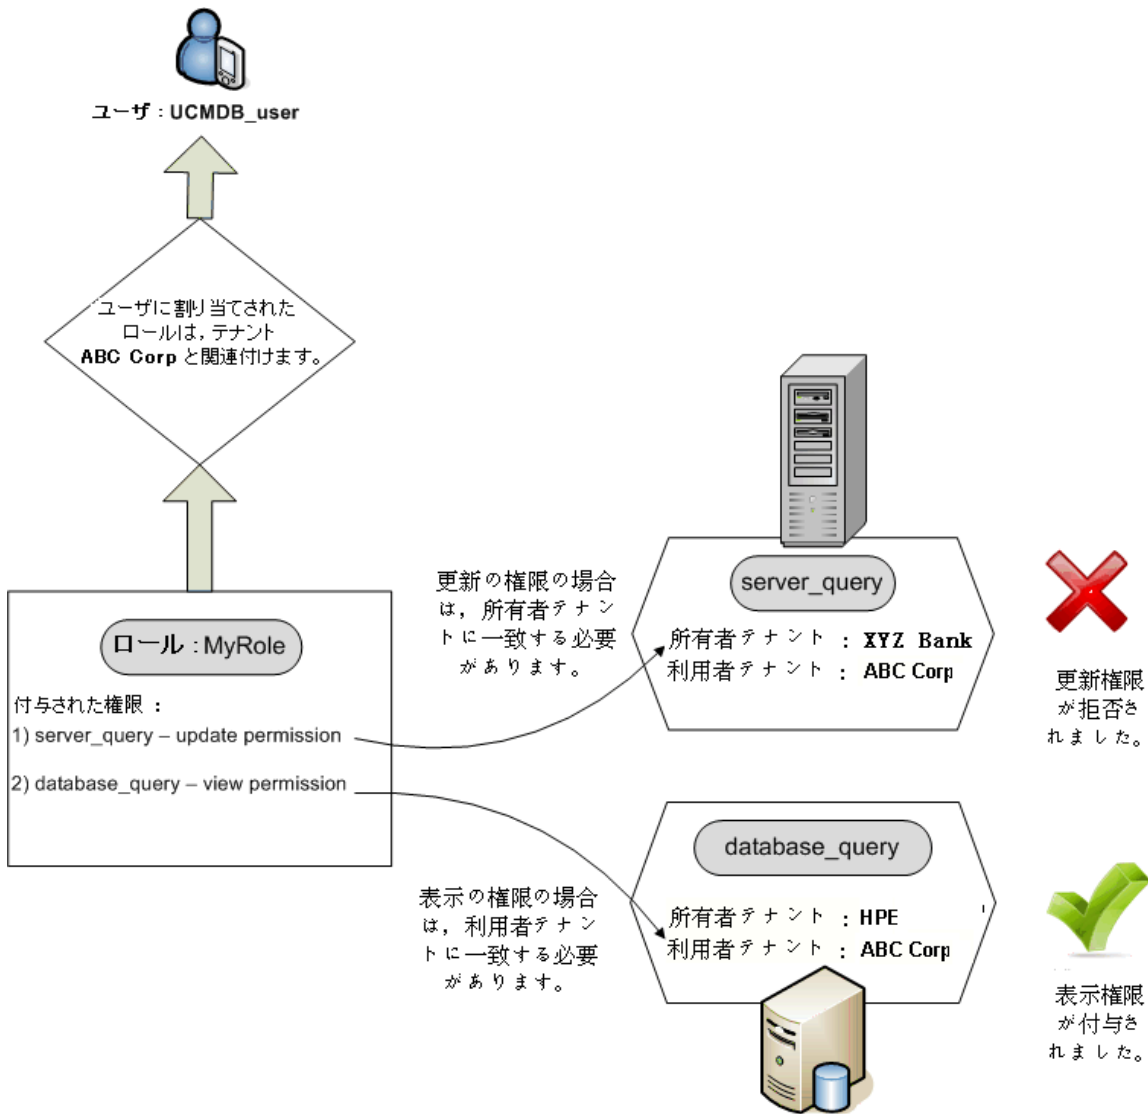 ユーザ : UCMDB_user
ユーザに割り当てされた
ロールは, テナント
ABC Corp と関連付けます。
ロール : MyRole
付与された権限 :
1) server_query – update permission
2) database_query – view permission
更新の権限の場合
は, 所有者テナン
トに一致する必要
があります。
server_query
所有者テナント : XYZ Bank
利用者テナント : ABC Corp
更新権限
が拒否さ
れました。
表示の権限の場合
は, 利用者テナン
トに一致する必要
があります。
database_query
所有者テナント : HPE
利用者テナント : ABC Corp
表示権限
が付与さ
れました。